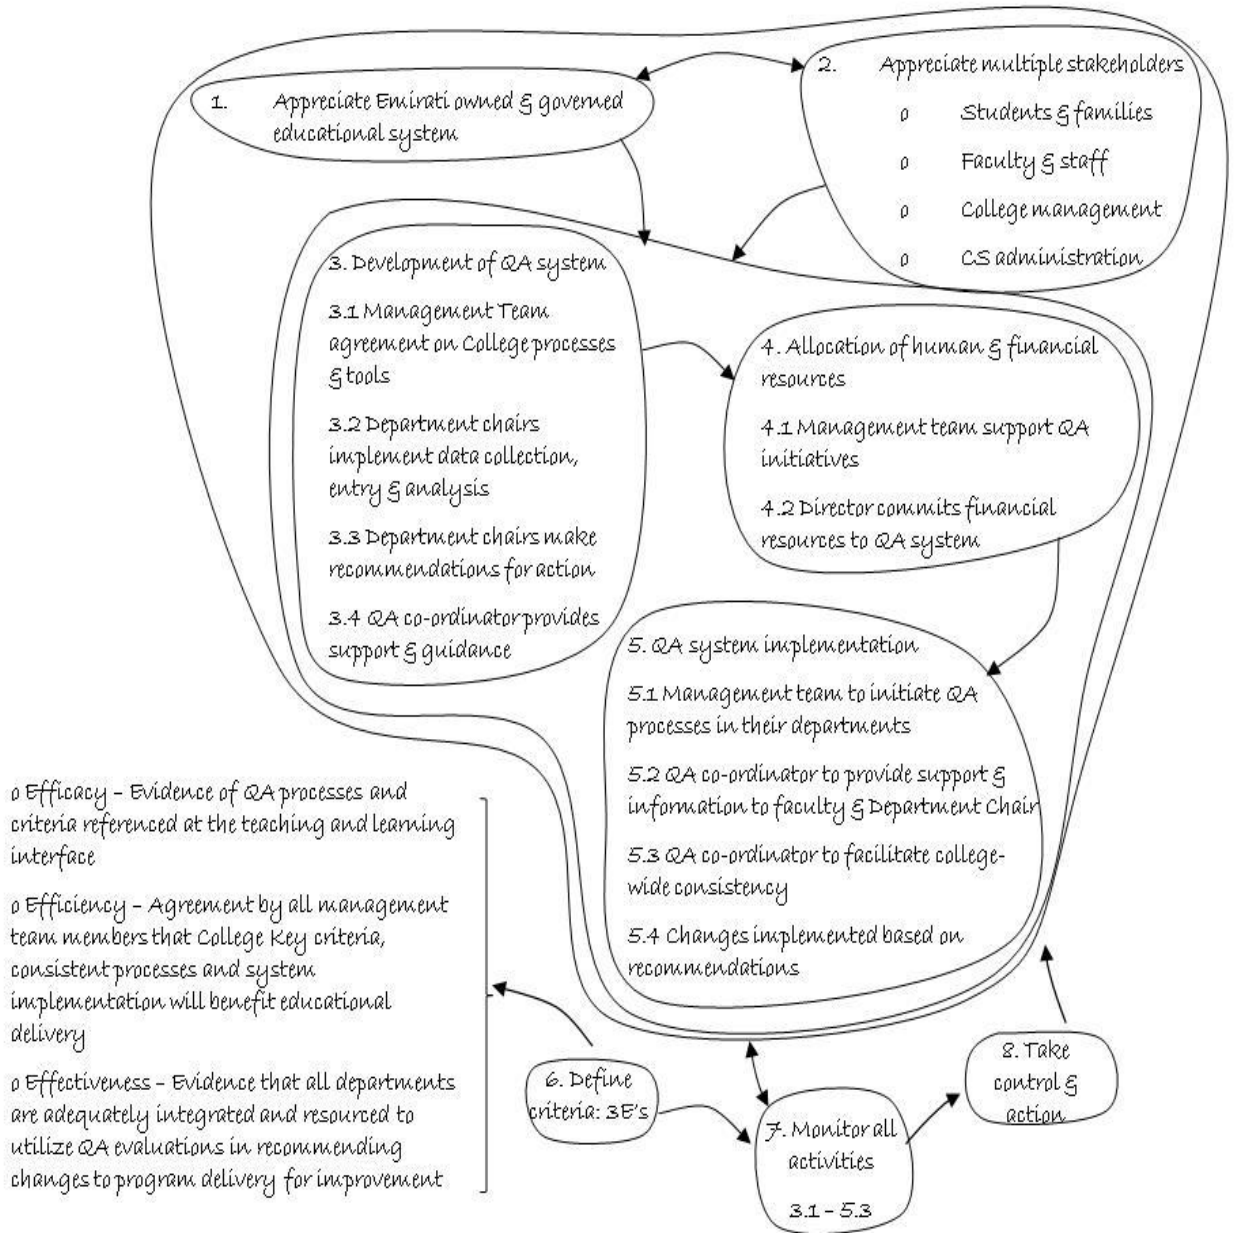 1. Appreciate Emirati owned & governed
educational system
2. Appreciate multiple stakeholders
o Students & families
o Faculty & staff
o College management
o CS administration
3. Development of QA system
3.1 Management Team
agreement on College processes
& tools
3.2 Department chairs
implement data collection,
entry & analysis
3.3 Department chairs make
recommendations for action
3.4 QA co-ordinator provides
support & guidance
4. Allocation of human & financial
resources
4.1 Management team support QA
initiatives
4.2 Director commits financial
resources to QA system
5. QA system implementation
5.1 Management team to initiate QA
processes in their departments
5.2 QA co-ordinator to provide support &
information to faculty & Department Chair
5.3 QA co-ordinator to facilitate college-
wide consistency
5.4 Changes implemented based on
recommendations
o Efficacy – Evidence of QA processes and
criteria referenced at the teaching and learning
interface
o Efficiency – Agreement by all management
team members that College Key criteria,
consistent processes and system
implementation will benefit educational
delivery
o Effectiveness – Evidence that all departments
are adequately integrated and resourced to
utilize QA evaluations in recommending
changes to program delivery for improvement
6. Define
criteria: 3E's
7. Monitor all
activities
3.1 – 5.3
8. Take
control &
action